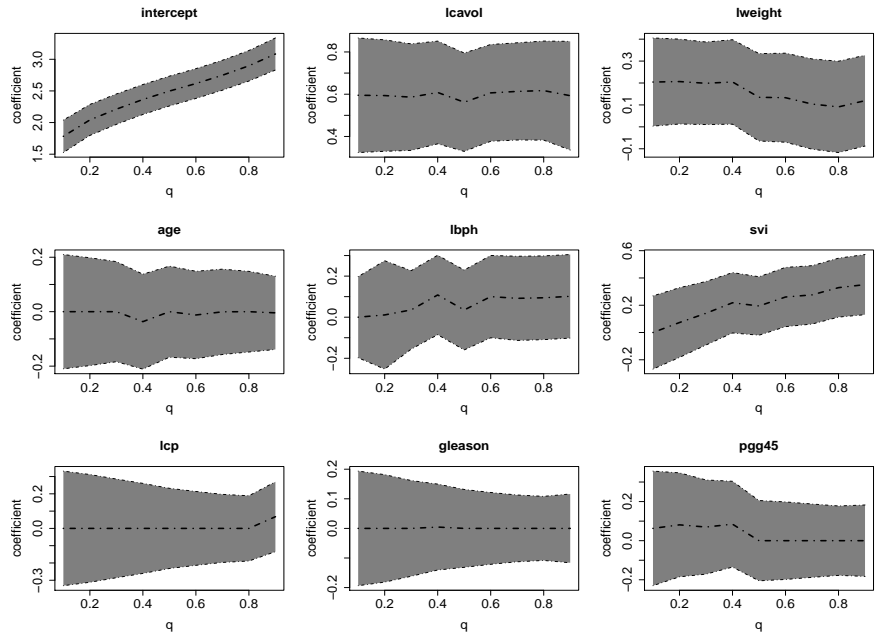 intercept
coefficient
1.5 2.0 2.5 3.0
0.2 0.4 0.6 0.8
q
lcavol
coefficient
0.4 0.6 0.8
0.2 0.4 0.6 0.8
q
lweight
coefficient
−0.1 0.1 0.3
0.2 0.4 0.6 0.8
q
age
coefficient
−0.2 0.0 0.2
0.2 0.4 0.6 0.8
q
lbph
coefficient
−0.2 0.0 0.2
0.2 0.4 0.6 0.8
q
svi
coefficient
−0.2 0.2 0.6
0.2 0.4 0.6 0.8
q
lcp
coefficient
−0.3 0.0 0.2
0.2 0.4 0.6 0.8
q
gleason
coefficient
−0.2 0.0 0.1 0.2
0.2 0.4 0.6 0.8
q
pgg45
coefficient
−0.2 0.0 0.2
0.2 0.4 0.6 0.8
q